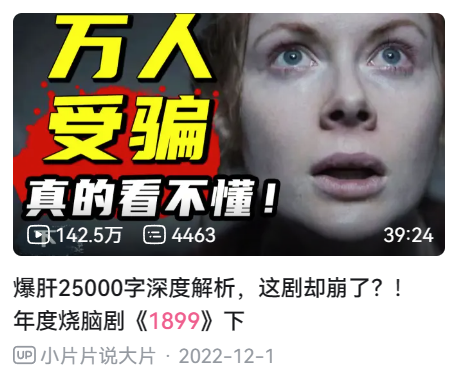 万人
受骗
真的看不懂！
142.5万 4463 39:24
爆肝25000字深度解析，这剧却崩了？！
年度烧脑剧《1899》下
UP 小片片说大片 · 2022-12-1